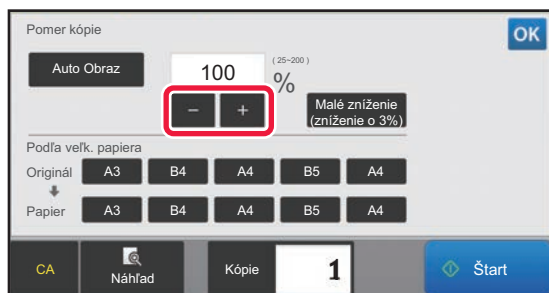 Pomer kópie
OK
Auto Obraz
100
(25~200)
%
− +
Malé zníženie
(zníženie o 3%)
Podľa veľk. papiera
Originál A3 B4 A4 B5 A4
Papier A3 B4 A4 B5 A4
CA
Náhľad
Kópie
1
Štart